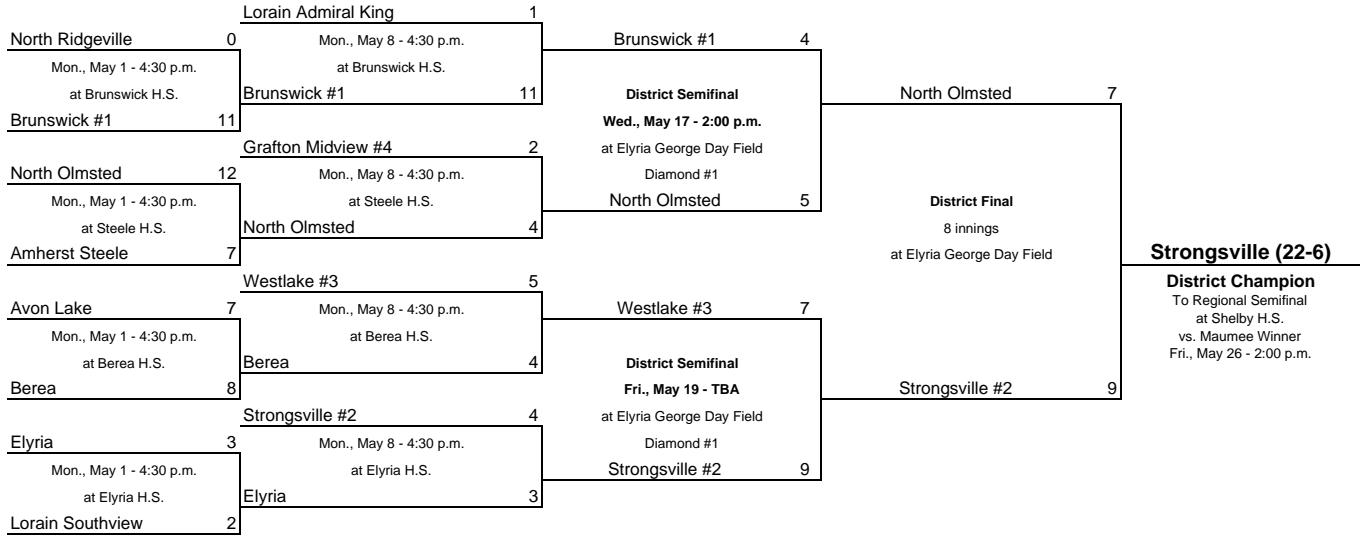 North Ridgeville 0
Mon., May 1 - 4:30 p.m.
at Brunswick H.S.
Brunswick #1 11
North Olmsted 12
Mon., May 1 - 4:30 p.m.
at Steele H.S.
Amherst Steele 7
Avon Lake 7
Mon., May 1 - 4:30 p.m.
at Berea H.S.
Berea 8
Elyria 3
Mon., May 1 - 4:30 p.m.
at Elyria H.S.
Lorain Southview 2
Lorain Admiral King 1
Mon., May 8 - 4:30 p.m.
at Brunswick H.S.
Brunswick #1 11
Grafton Midview #4 2
Mon., May 8 - 4:30 p.m.
at Steele H.S.
North Olmsted 4
Westlake #3 5
Mon., May 8 - 4:30 p.m.
at Berea H.S.
Berea 4
Strongsville #2 4
Mon., May 8 - 4:30 p.m.
at Elyria H.S.
Elyria 3
Brunswick #1 4
District Semifinal
Wed., May 17 - 2:00 p.m.
at Elyria George Day Field
Diamond #1
North Olmsted 5
Westlake #3 7
District Semifinal
Fri., May 19 - TBA
at Elyria George Day Field
Diamond #1
Strongsville #2 9
North Olmsted 7
District Final
8 innings
at Elyria George Day Field
Strongsville #2 9
Strongsville (22-6)
District Champion
To Regional Semifinal
at Shelby H.S.
vs. Maumee Winner
Fri., May 26 - 2:00 p.m.